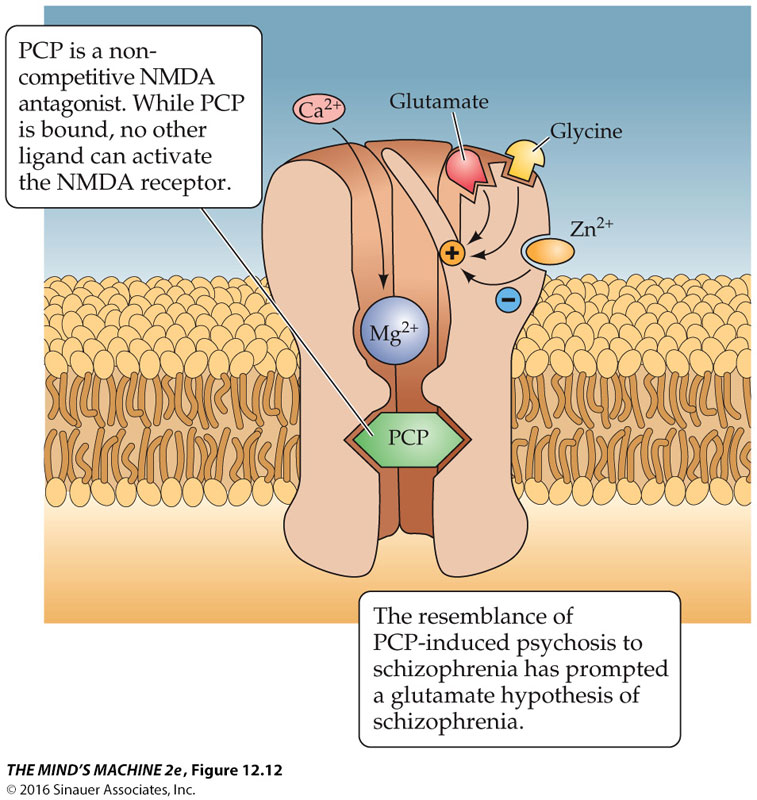 PCP is a non-
competitive NMDA
antagonist. While PCP
is bound, no other
ligand can activate
the NMDA receptor.
Ca²⁺
Glutamate
Glycine
Zn²⁺
+
−
Mg²⁺
PCP
The resemblance of
PCP-induced psychosis to
schizophrenia has prompted
a glutamate hypothesis of
schizophrenia.
THE MIND’S MACHINE 2e, Figure 12.12
© 2016 Sinauer Associates, Inc.